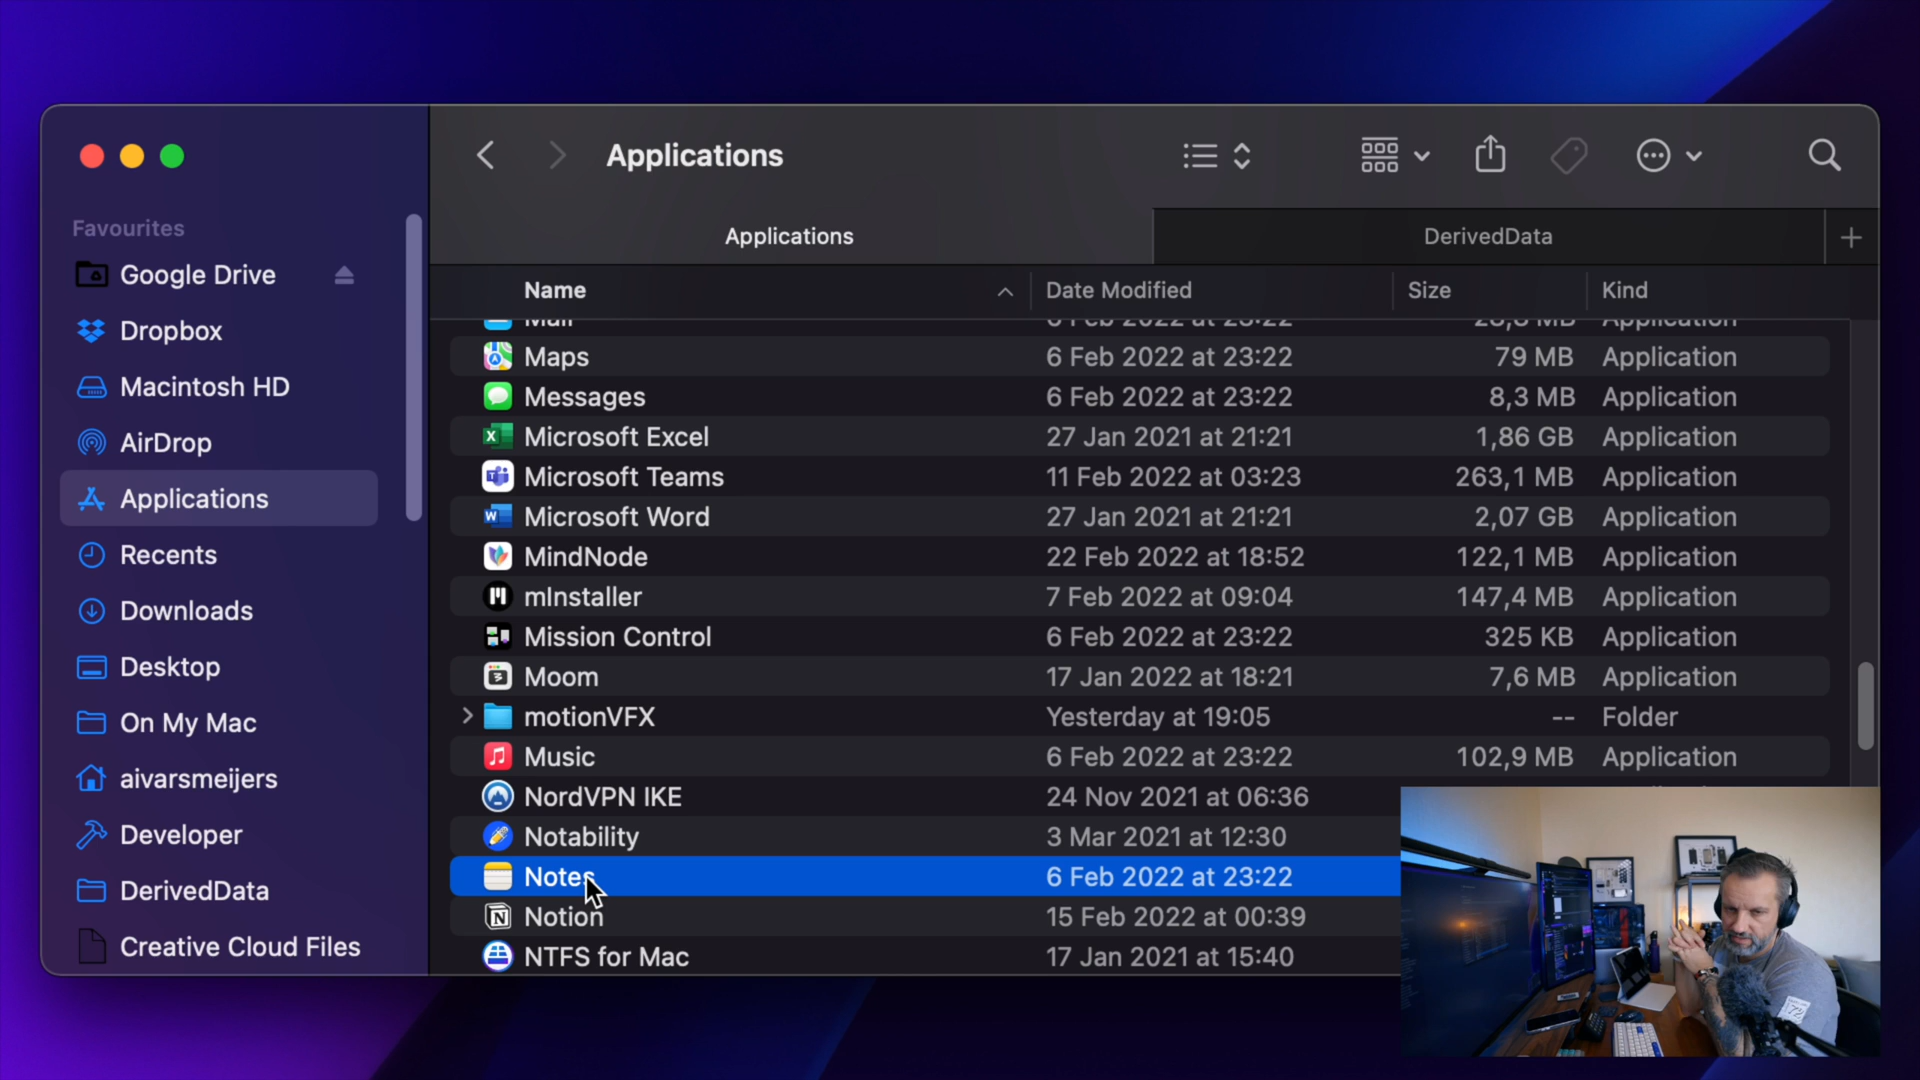 Applications
Applications
DerivedData
Favourites
Google Drive
Dropbox
Macintosh HD
AirDrop
Applications
Recents
Downloads
Desktop
On My Mac
aivarsmeijers
Developer
DerivedData
Creative Cloud Files
Name Date Modified Size Kind
Mail 6 Feb 2022 at 23:22 Application
Maps 6 Feb 2022 at 23:22 79 MB Application
Messages 6 Feb 2022 at 23:22 8,3 MB Application
Microsoft Excel 27 Jan 2021 at 21:21 1,86 GB Application
Microsoft Teams 11 Feb 2022 at 03:23 263,1 MB Application
Microsoft Word 27 Jan 2021 at 21:21 2,07 GB Application
MindNode 22 Feb 2022 at 18:52 122,1 MB Application
mInstaller 7 Feb 2022 at 09:04 147,4 MB Application
Mission Control 6 Feb 2022 at 23:22 325 KB Application
Moom 17 Jan 2022 at 18:21 7,6 MB Application
motionVFX Yesterday at 19:05 -- Folder
Music 6 Feb 2022 at 23:22 102,9 MB Application
NordVPN IKE 24 Nov 2021 at 06:36
Notability 3 Mar 2021 at 12:30
Notes 6 Feb 2022 at 23:22
Notion 15 Feb 2022 at 00:39
NTFS for Mac 17 Jan 2021 at 15:40